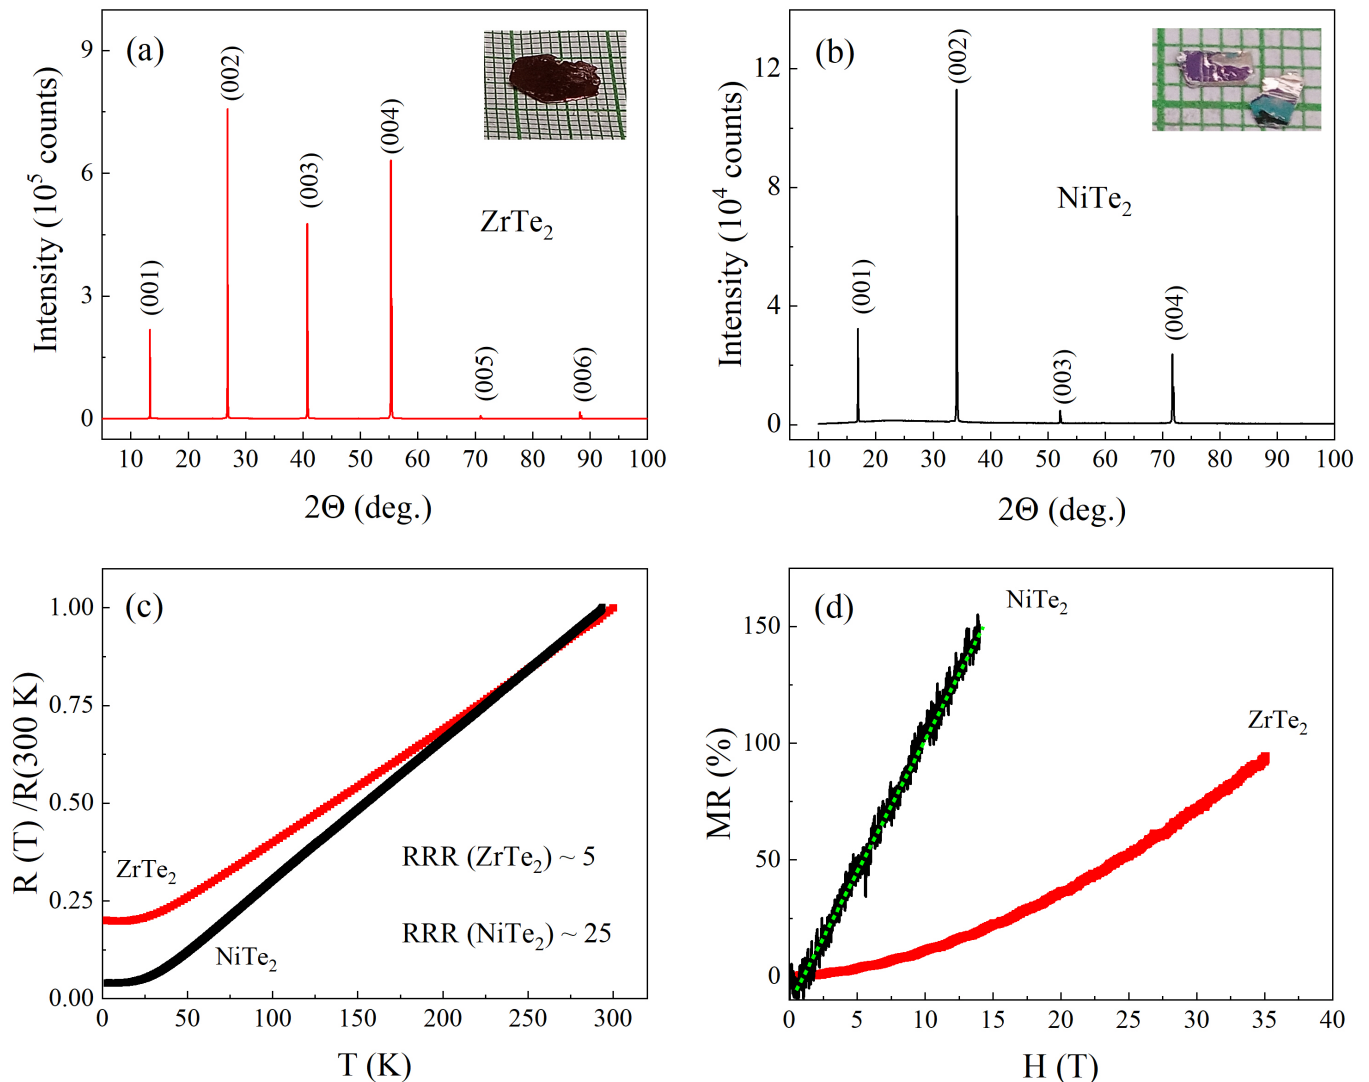 (a)
Intensity (10⁵ counts)
9
6
3
0
(001)
(002)
(003)
(004)
(005)
(006)
ZrTe₂
10 20 30 40 50 60 70 80 90 100
2Θ (deg.)
(b)
Intensity (10⁴ counts)
12
8
4
0
(001)
(002)
(003)
(004)
NiTe₂
10 20 30 40 50 60 70 80 90 100
2Θ (deg.)
(c)
R (T) /R(300 K)
1.00
0.75
0.50
0.25
0.00
ZrTe₂
NiTe₂
RRR (ZrTe₂) ~ 5
RRR (NiTe₂) ~ 25
0 50 100 150 200 250 300
T (K)
(d)
MR (%)
150
100
50
0
NiTe₂
ZrTe₂
0 5 10 15 20 25 30 35 40
H (T)